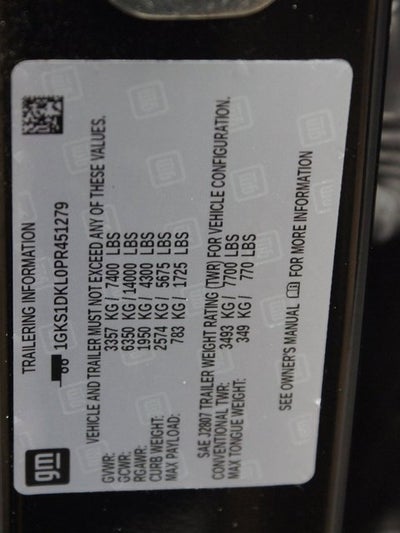 gm
TRAILERING INFORMATION
1GKS1DKL0PR451279
VEHICLE AND TRAILER MUST NOT EXCEED ANY OF THESE VALUES.
GVWR: 3357 KG / 7400 LBS
GCWR: 6350 KG / 14000 LBS
RGAWR: 1950 KG / 4300 LBS
CURB WEIGHT: 2574 KG / 5675 LBS
MAX PAYLOAD: 783 KG / 1725 LBS
SAE J2807 TRAILER WEIGHT RATING (TWR) FOR VEHICLE CONFIGURATION.
CONVENTIONAL TWR: 3493 KG / 7700 LBS
MAX TONGUE WEIGHT: 349 KG / 770 LBS
SEE OWNER'S MANUAL FOR MORE INFORMATION